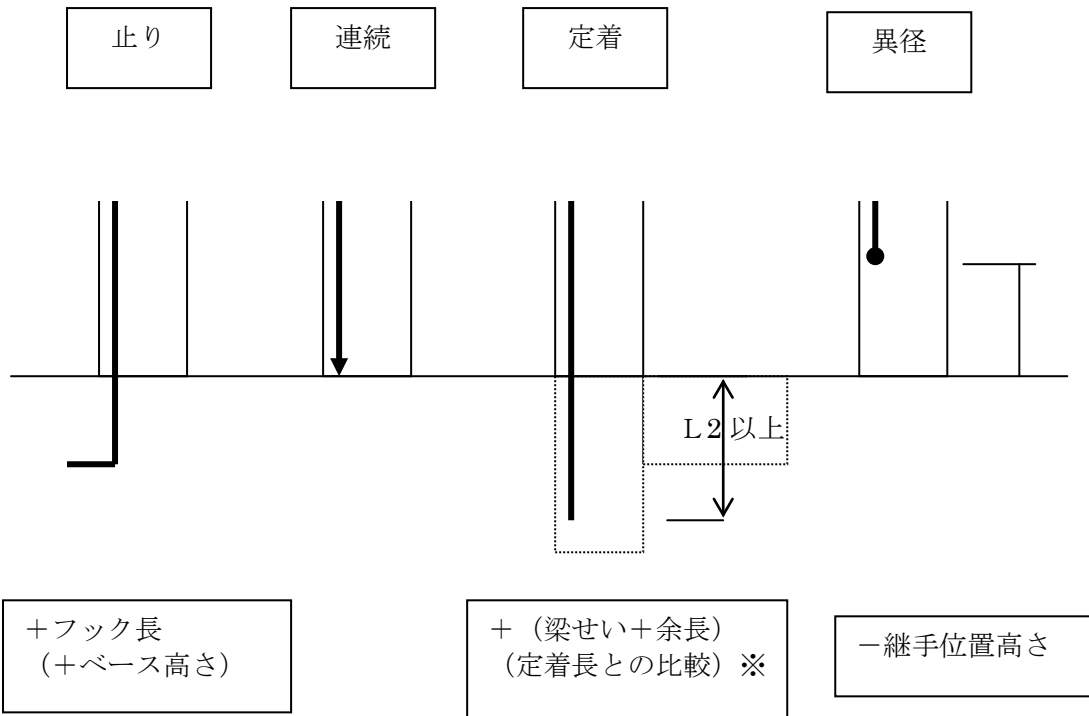 止り
連続
定着
異径
Ｌ２以上
＋フック長
（＋ベース高さ）
＋（梁せい＋余長）
（定着長との比較）※
－継手位置高さ